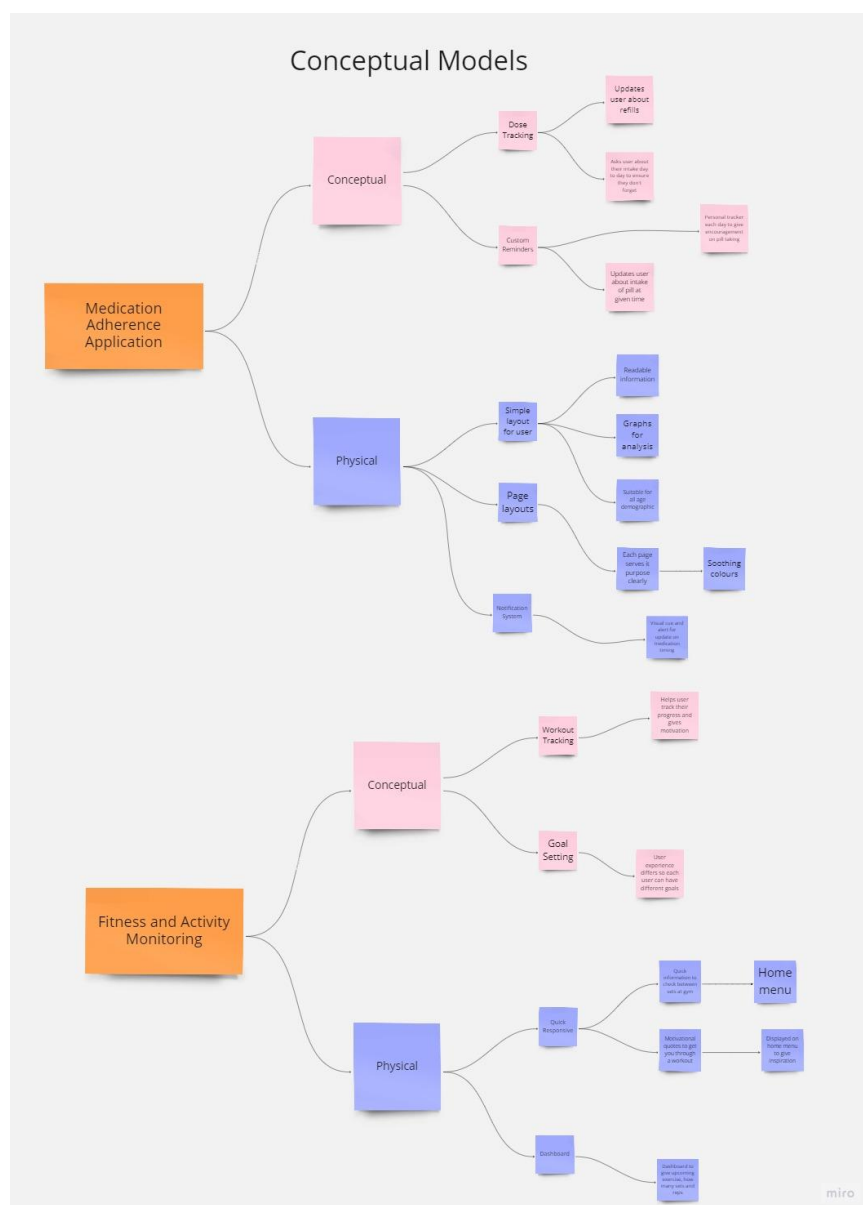 Conceptual Models
Updates
user about
refills
Dose
Tracking
Asks user about
their intake day
to day to ensure
they don't
forget
Conceptual
Personal tracker
each day to give
encouragement
on pill taking
Custom
Reminders
Updates user
about intake
of pill at
given time
Medication
Adherence
Application
Readable
information
Simple
layout
for user
Graphs
for
analysis
Physical
Suitable for
all age
demographic
Page
layouts
Each page
serves is
purpose
clearly
Soothing
colours
Notification
System
Visual cue and
alert for
update on
medication
timing
Helps user
track their
progress and
gives
motivation
Workout
Tracking
Conceptual
Goal
Setting
User
experience
differs so each
user can have
different goals
Fitness and Activity
Monitoring
Quick
information to
check between
sets at gym
Home
menu
Quick
Responsive
Motivational
quotes to get
you through
a workout
Displayed on
home menu
to give
inspiration
Physical
Dashboard
Dashboard to
give upcoming
exercise, how
many sets and
reps
miro